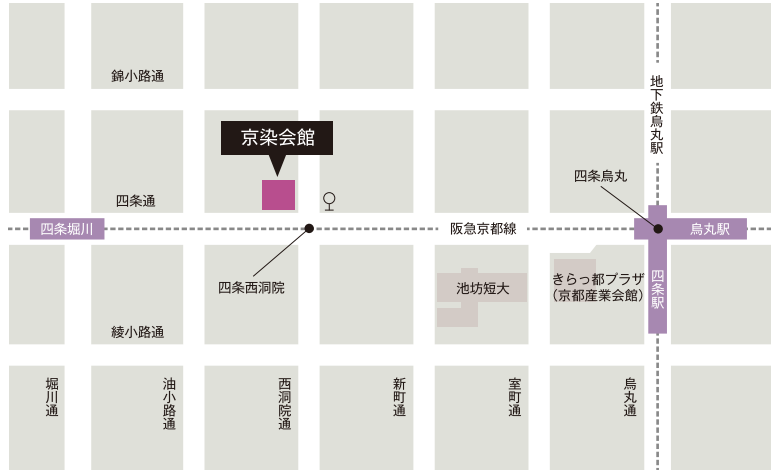 錦小路通
地下鉄烏丸駅
京染会館
四条烏丸
四条通
四条堀川
阪急京都線
烏丸駅
四条西洞院
池坊短大
きらっ都プラザ
（京都産業会館）
四条駅
綾小路通
堀川通
油小路通
西洞院通
新町通
室町通
烏丸通